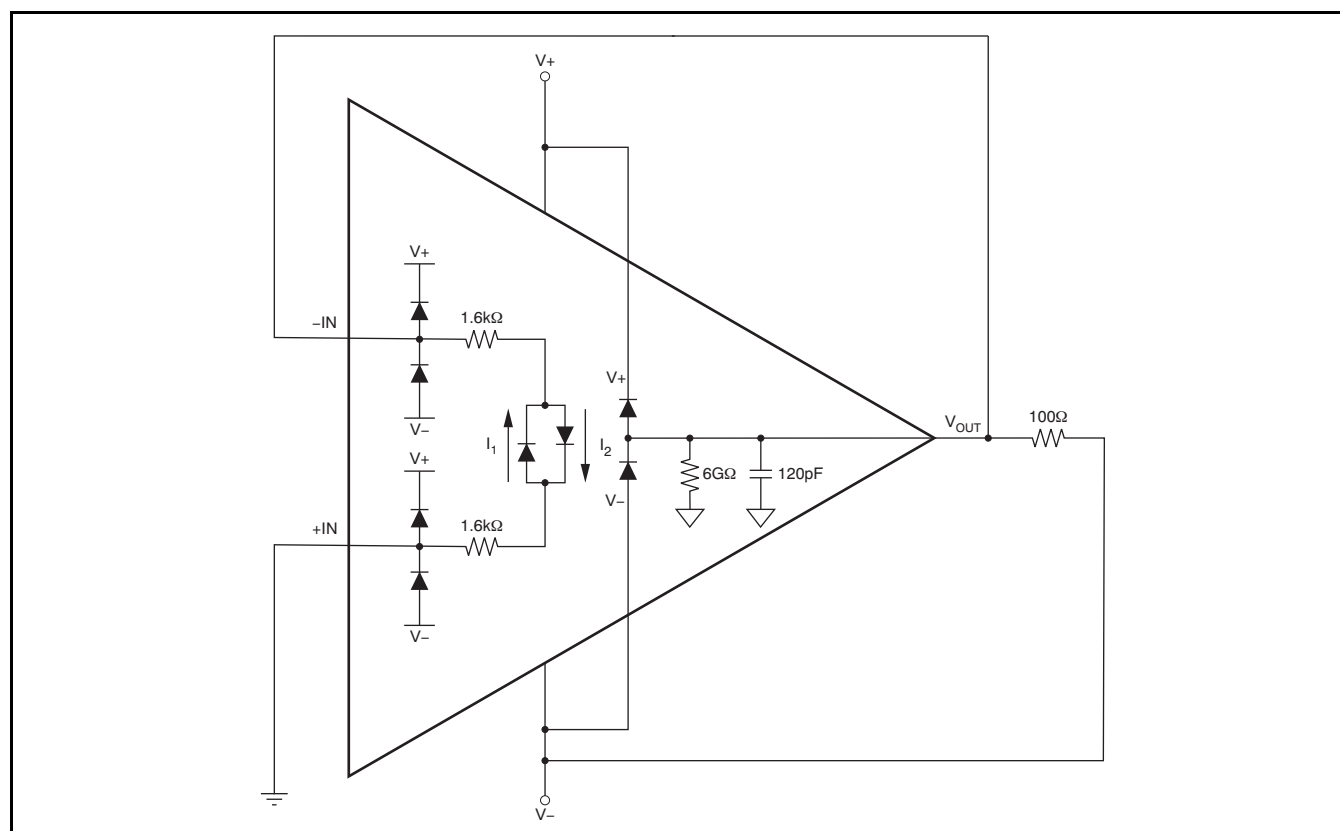 V+
V+
1.6kΩ
−IN
V+
V−
V+
I1
I2
VOUT
100Ω
6GΩ
120pF
V−
1.6kΩ
+IN
V−
V−